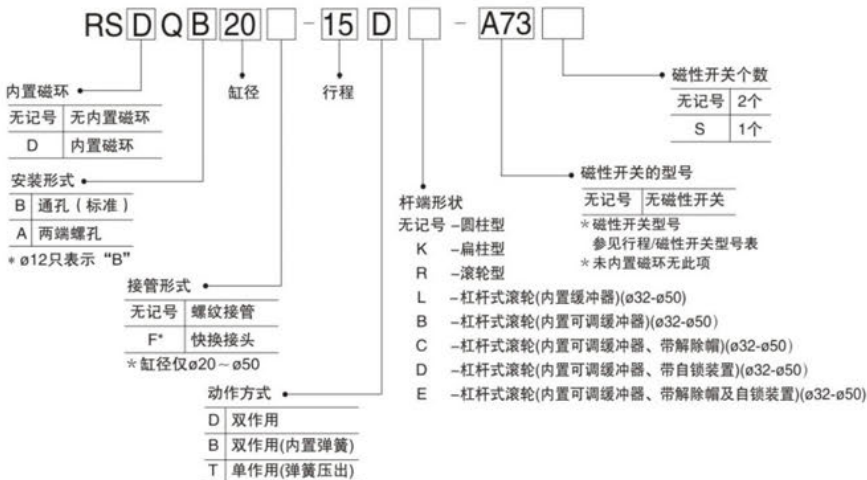 RS D Q B 20 - 15 D - A73
内置磁环
无记号 无内置磁环
D 内置磁环
缸径
行程
磁性开关个数
无记号 2个
S 1个
安装形式
B 通孔（标准）
A 两端螺孔
* ø12只表示“B”
磁性开关的型号
无记号 无磁性开关
*磁性开关型号
参见行程/磁性开关型号表
*未内置磁环无此项
杆端形状
无记号 –圆柱型
K –扁柱型
R –滚轮型
L –杠杆式滚轮(内置缓冲器)(ø32-ø50)
B –杠杆式滚轮(内置可调缓冲器)(ø32-ø50)
C –杠杆式滚轮(内置可调缓冲器、带解除帽)(ø32-ø50)
D –杠杆式滚轮(内置可调缓冲器、带自锁装置)(ø32-ø50)
E –杠杆式滚轮(内置可调缓冲器、带解除帽及自锁装置)(ø32-ø50)
接管形式
无记号 螺纹接管
F* 快换接头
*缸径仅ø20～ø50
动作方式
D 双作用
B 双作用(内置弹簧)
T 单作用(弹簧压出)